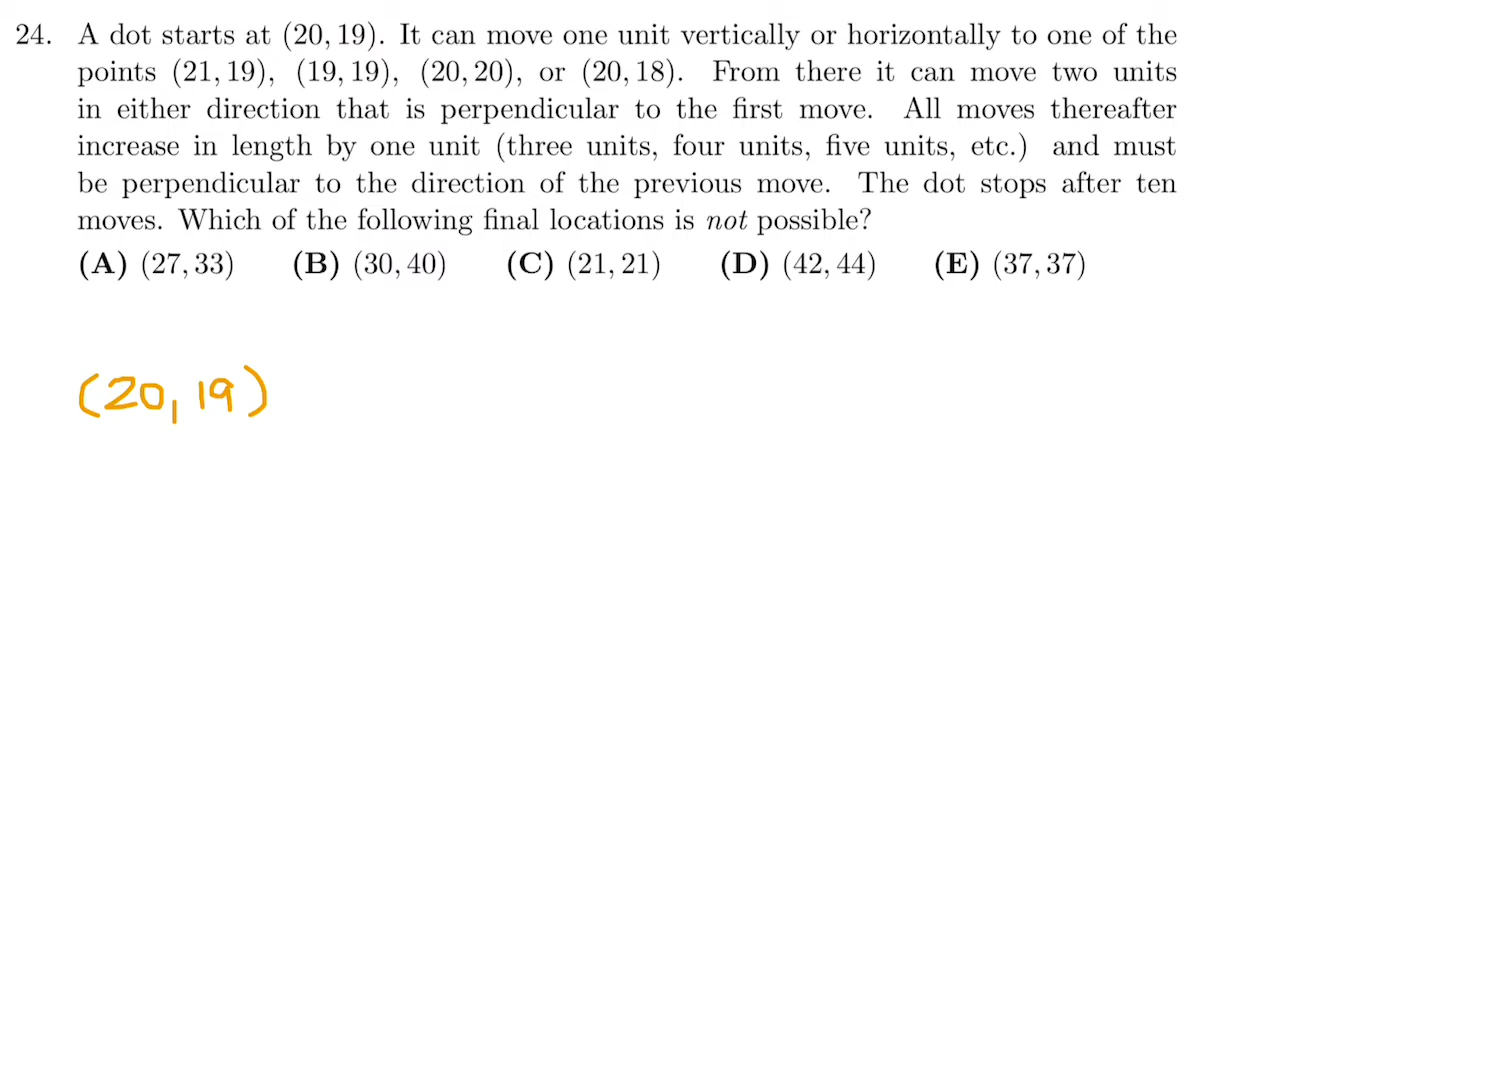 24. A dot starts at (20, 19). It can move one unit vertically or horizontally to one of the
points (21, 19), (19, 19), (20, 20), or (20, 18). From there it can move two units
in either direction that is perpendicular to the first move. All moves thereafter
increase in length by one unit (three units, four units, five units, etc.) and must
be perpendicular to the direction of the previous move. The dot stops after ten
moves. Which of the following final locations is not possible?
(A) (27, 33) (B) (30, 40) (C) (21, 21) (D) (42, 44) (E) (37, 37)
(20, 19)